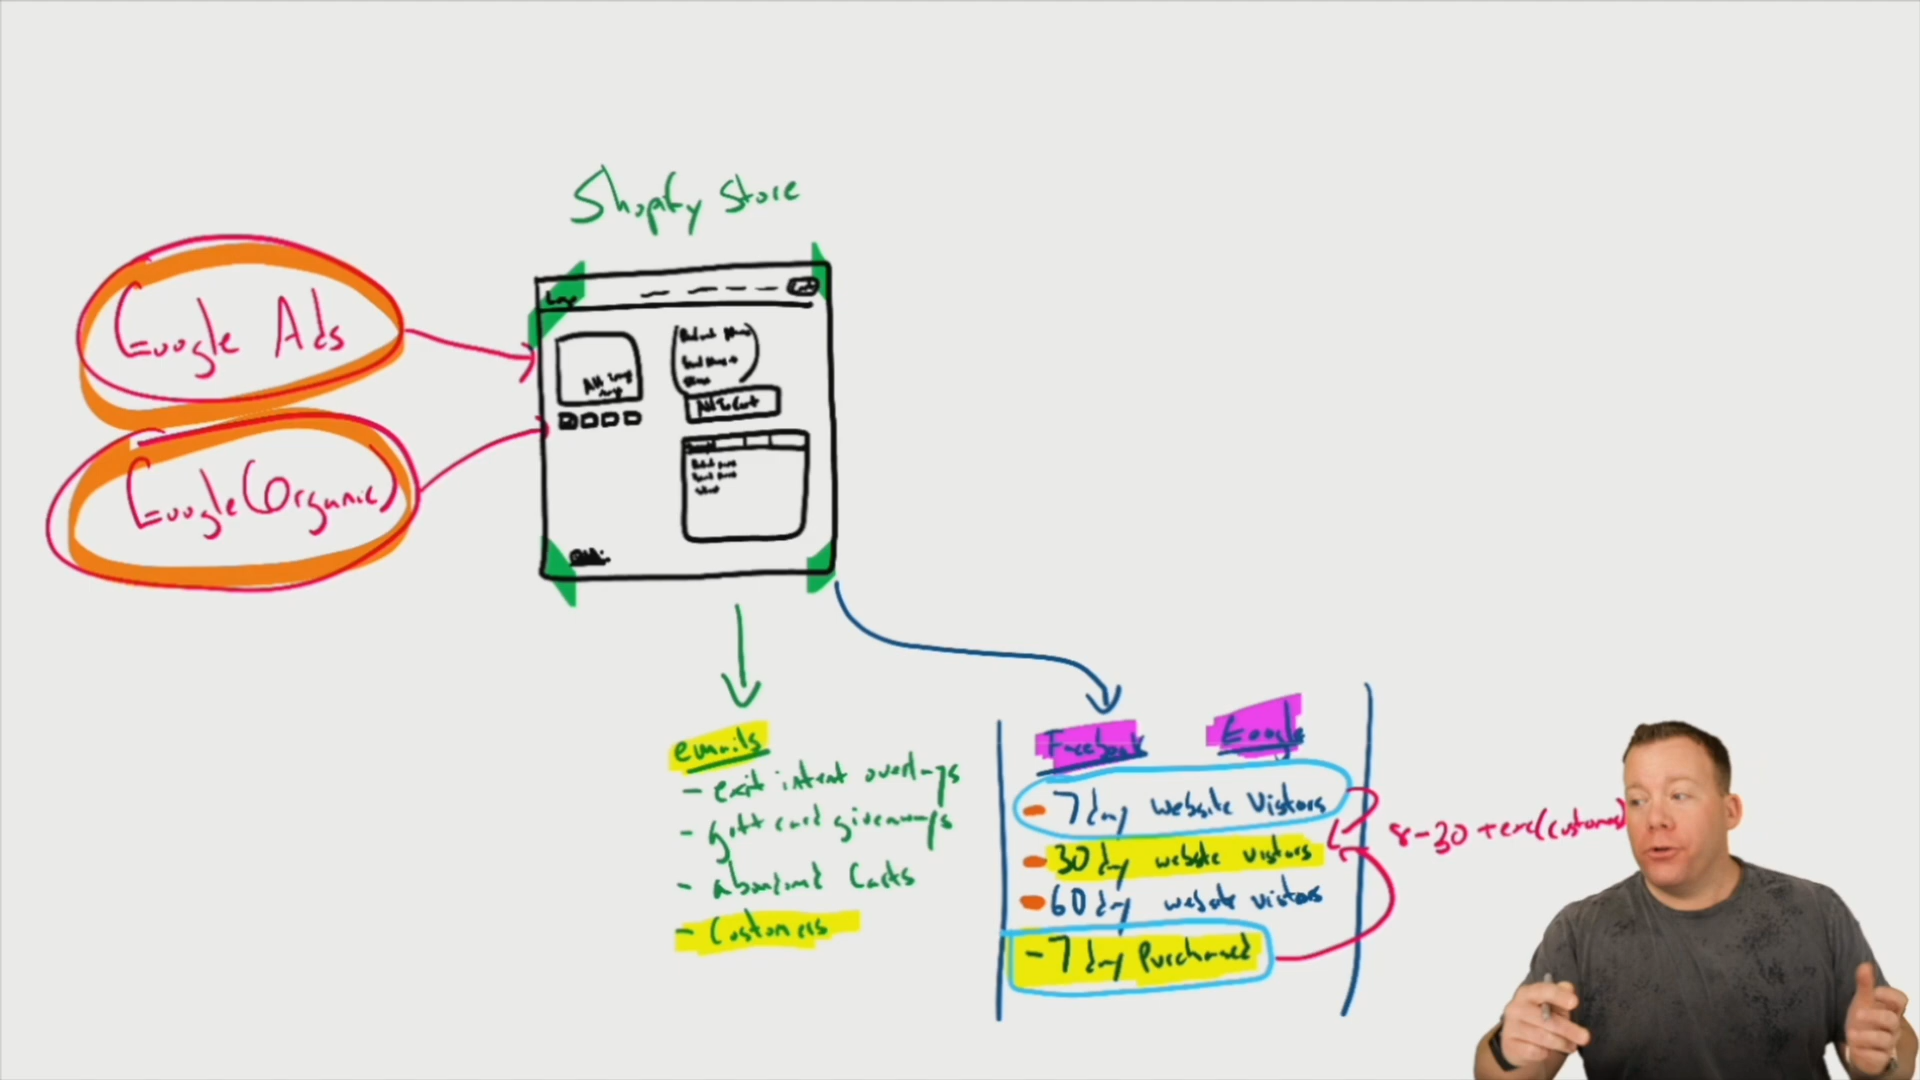 Shopify Store
Google Ads
Google (Organic)
Logo
Add To Cart
emails
- exit intent overlays
- gift card giveaways
- abandoned carts
- Customers
Facebook
Google
- 7 day website visitors
- 30 day website visitors
- 60 day website visitors
- 7 day Purchased
8-30 + exc(customers)